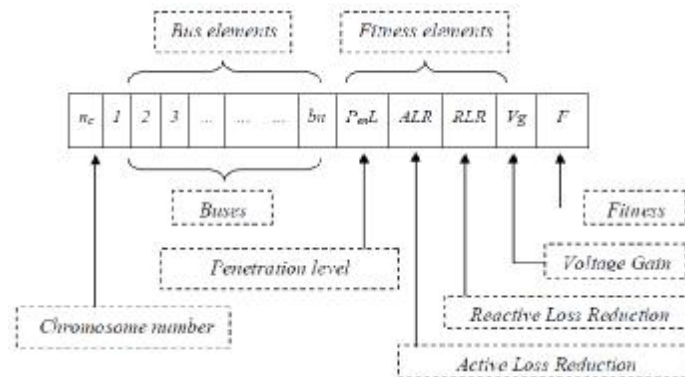 Bus elements
Fitness elements
n_c 1 2 3 ... ... ... bn P_enL ALR RLR Vg F
Buses
Fitness
Penetration level
Voltage Gain
Chromosome number
Reactive Loss Reduction
Active Loss Reduction